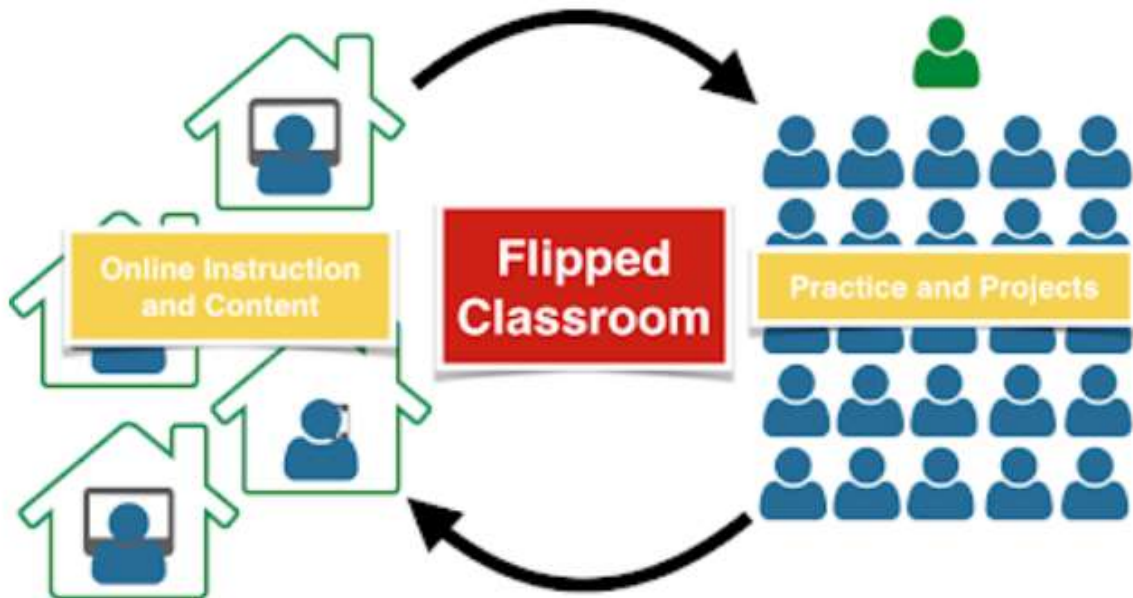 Online Instruction
and Content
Flipped
Classroom
Practice and Projects